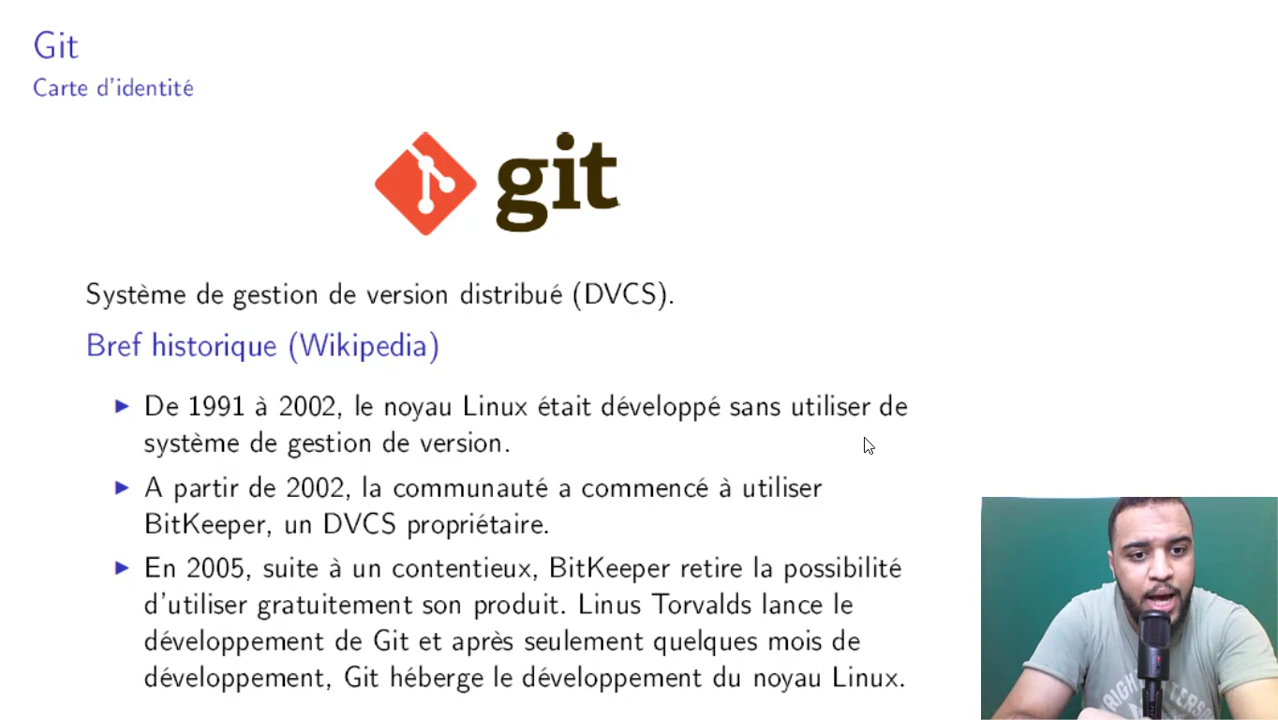 Git
Carte d'identité
git
Système de gestion de version distribué (DVCS).
Bref historique (Wikipedia)
▶ De 1991 à 2002, le noyau Linux était développé sans utiliser de
système de gestion de version.
▶ A partir de 2002, la communauté a commencé à utiliser
BitKeeper, un DVCS propriétaire.
▶ En 2005, suite à un contentieux, BitKeeper retire la possibilité
d'utiliser gratuitement son produit. Linus Torvalds lance le
développement de Git et après seulement quelques mois de
développement, Git héberge le développement du noyau Linux.